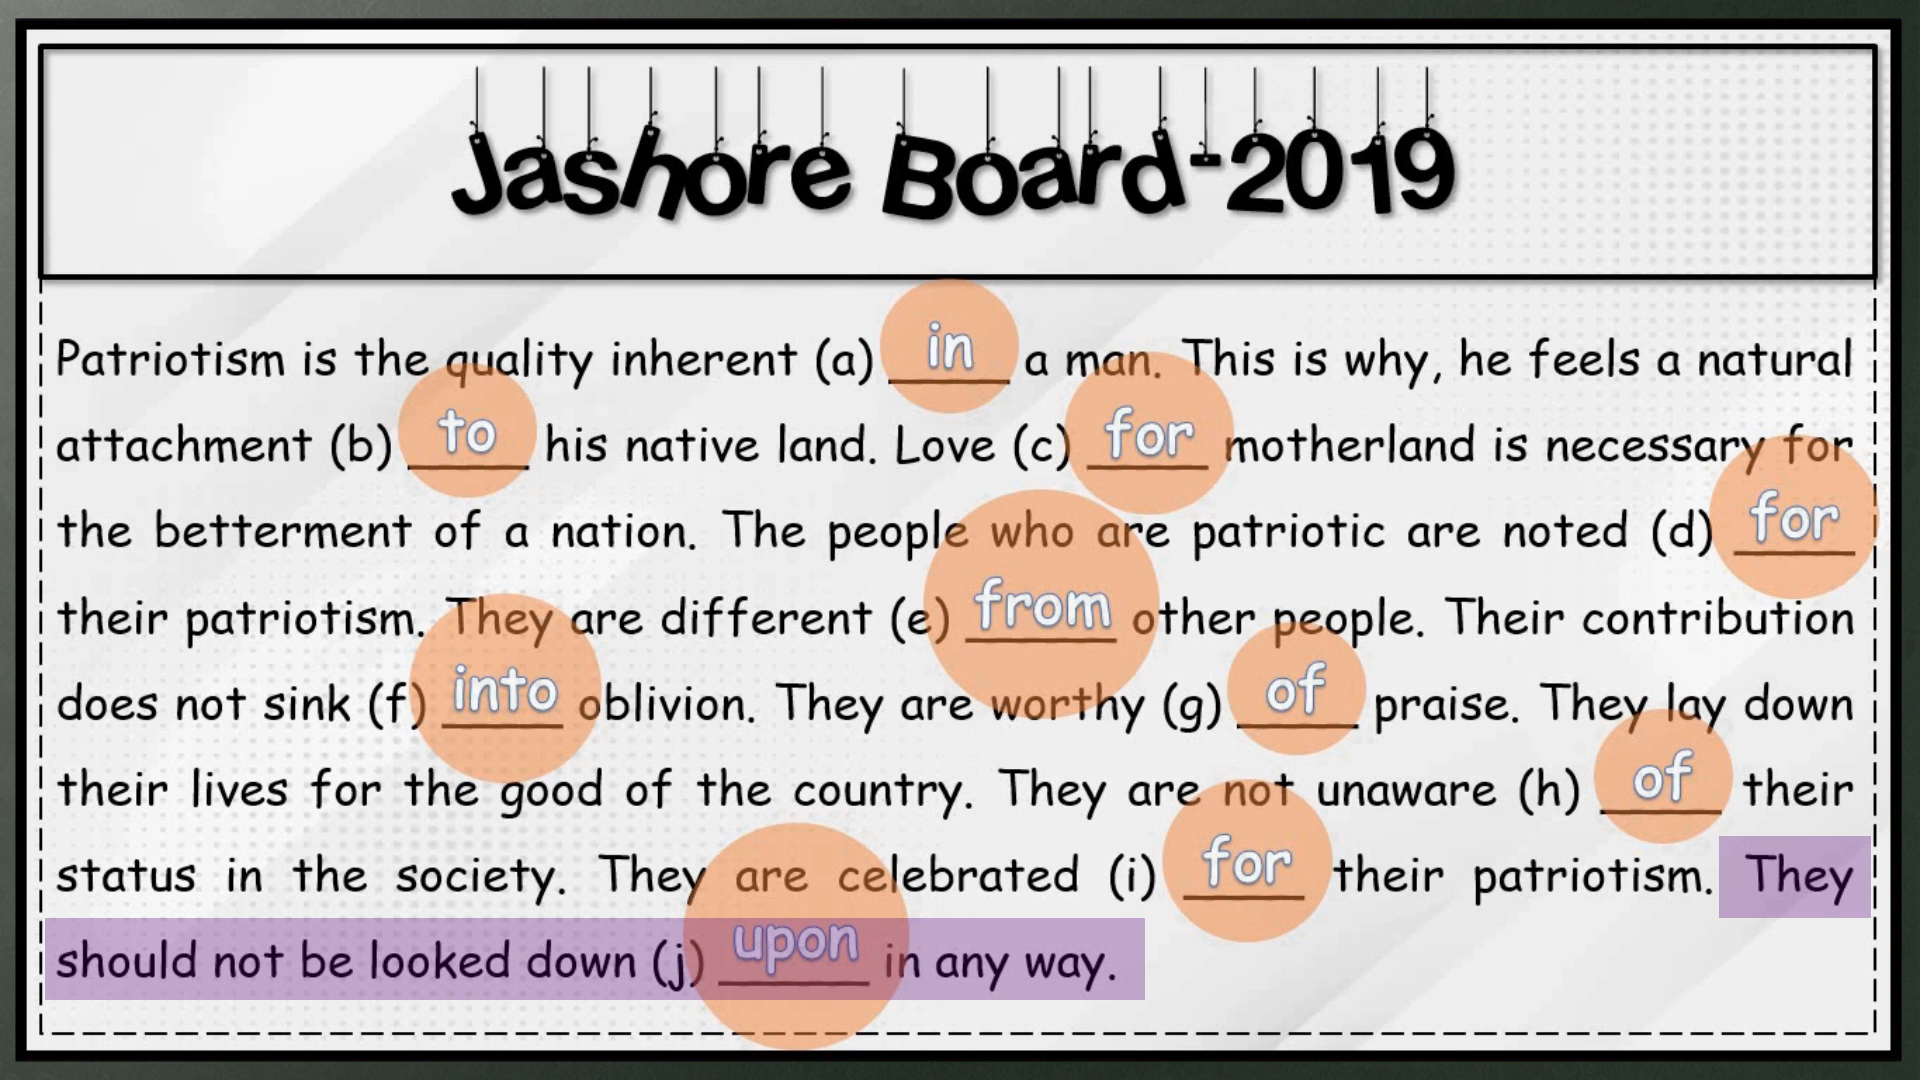 Jashore Board-2019
Patriotism is the quality inherent (a) in a man. This is why, he feels a natural
attachment (b) to his native land. Love (c) for motherland is necessary for
the betterment of a nation. The people who are patriotic are noted (d) for
their patriotism. They are different (e) from other people. Their contribution
does not sink (f) into oblivion. They are worthy (g) of praise. They lay down
their lives for the good of the country. They are not unaware (h) of their
status in the society. They are celebrated (i) for their patriotism. They
should not be looked down (j) upon in any way.